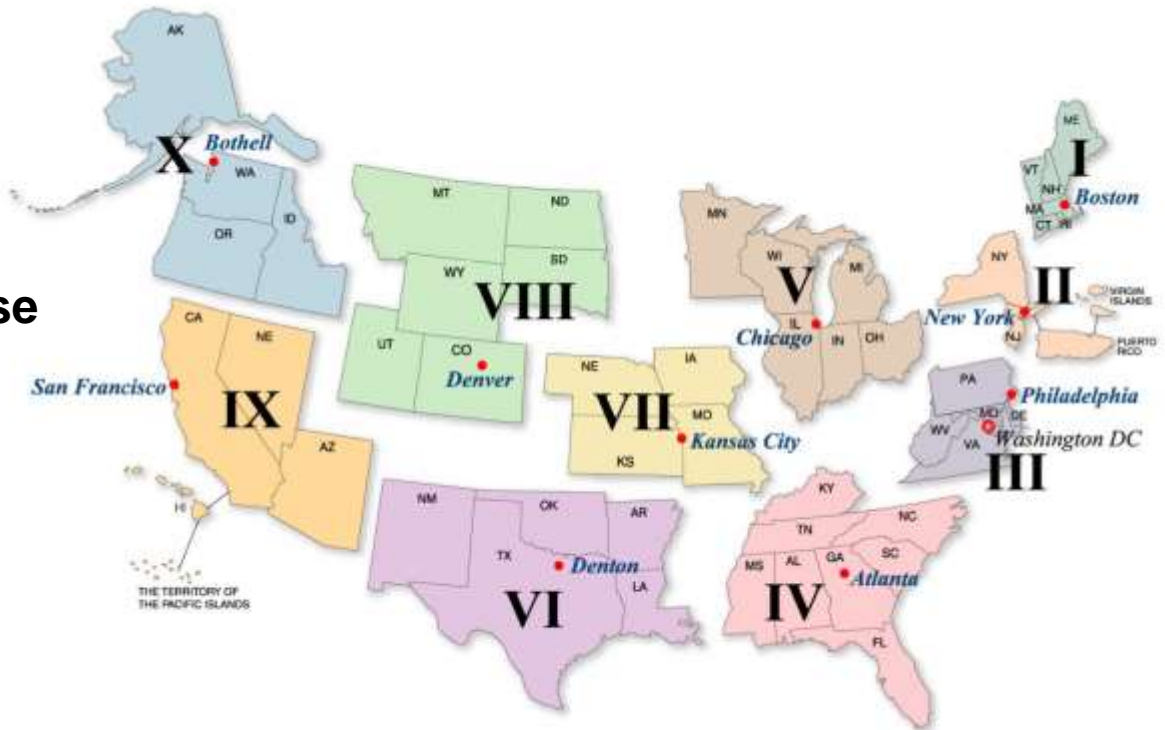 AK
X
Bothell
WA
OR
ID
MT
ND
SD
WY
VIII
UT
CO
Denver
MN
WI
MI
V
IL
Chicago
IN
OH
ME
VT
I
NH
MA
Boston
CT
RI
NY
II
VIRGIN
ISLANDS
New York
NJ
PUERTO
RICO
se
CA
NE
San Francisco
IX
AZ
HI
THE TERRITORY OF
THE PACIFIC ISLANDS
NE
IA
VII
MO
Kansas City
KS
PA
Philadelphia
MD
DE
WV
Washington DC
VA
III
NM
OK
AR
TX
Denton
LA
VI
KY
TN
NC
MS
AL
GA
SC
Atlanta
IV
FL